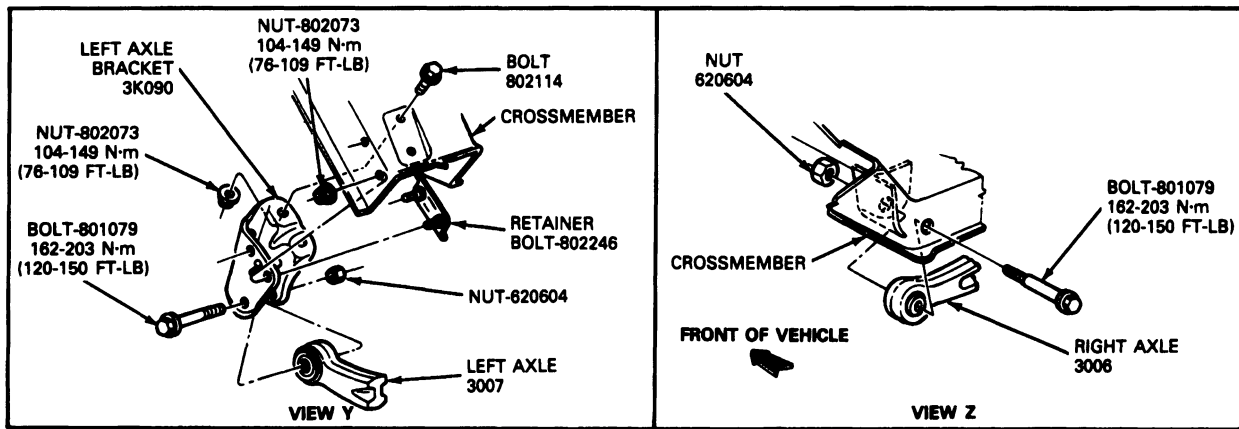 NUT-802073
104-149 N·m
(76-109 FT-LB)
LEFT AXLE
BRACKET
3K090
BOLT
802114
CROSSMEMBER
NUT-802073
104-149 N·m
(76-109 FT-LB)
BOLT-801079
162-203 N·m
(120-150 FT-LB)
RETAINER
BOLT-802246
NUT-620604
LEFT AXLE
3007
VIEW Y
NUT
620604
BOLT-801079
162-203 N·m
(120-150 FT-LB)
CROSSMEMBER
FRONT OF VEHICLE
RIGHT AXLE
3006
VIEW Z